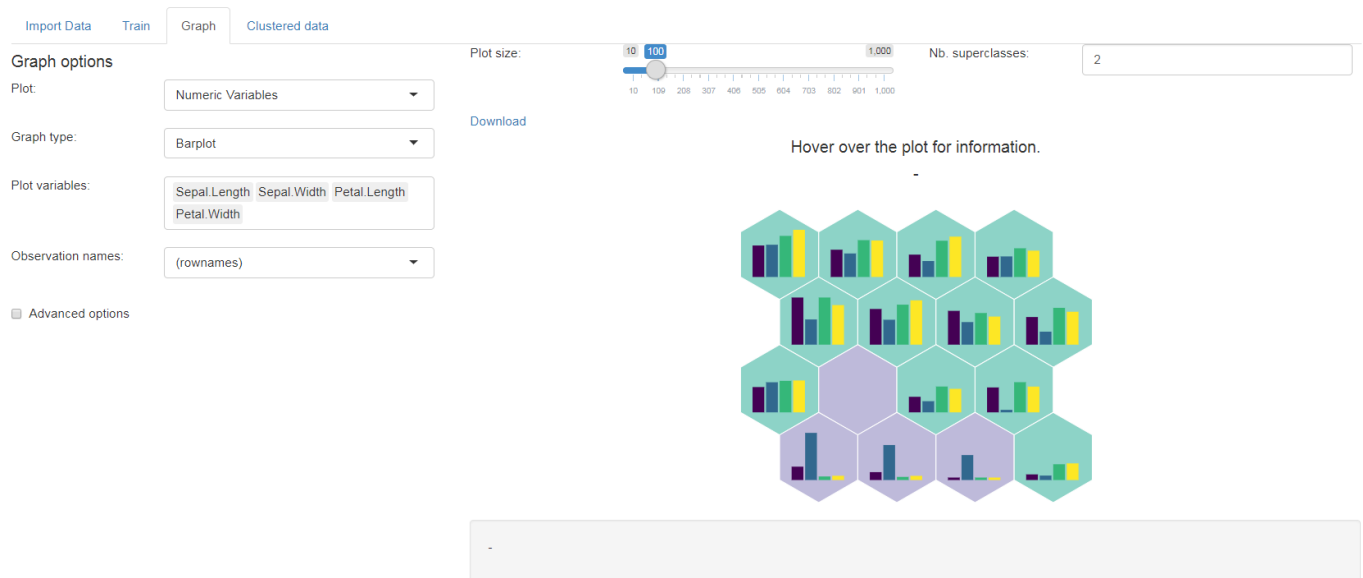 Import Data Train Graph Clustered data
Graph options
Plot:
Numeric Variables
Graph type:
Barplot
Plot variables:
Sepal.Length Sepal.Width Petal.Length
Petal.Width
Observation names:
(rownames)
Advanced options
Plot size:
10 100 1,000
10 109 208 307 406 505 604 703 802 901 1,000
Nb. superclasses:
2
Download
Hover over the plot for information.
-
-